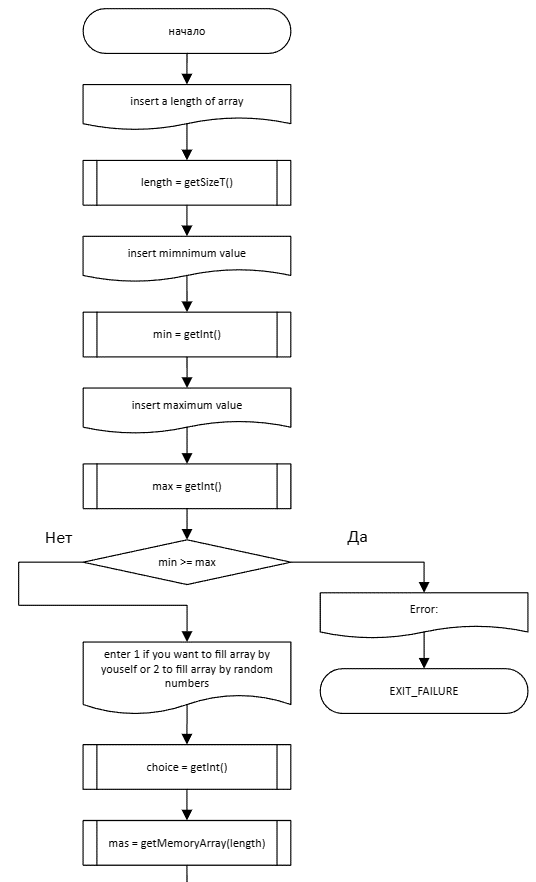 начало
insert a length of array
length = getSizeT()
insert mimnimum value
min = getInt()
insert maximum value
max = getInt()
Нет
Да
min >= max
Error:
enter 1 if you want to fill array by
youself or 2 to fill array by random
numbers
EXIT_FAILURE
choice = getInt()
mas = getMemoryArray(length)